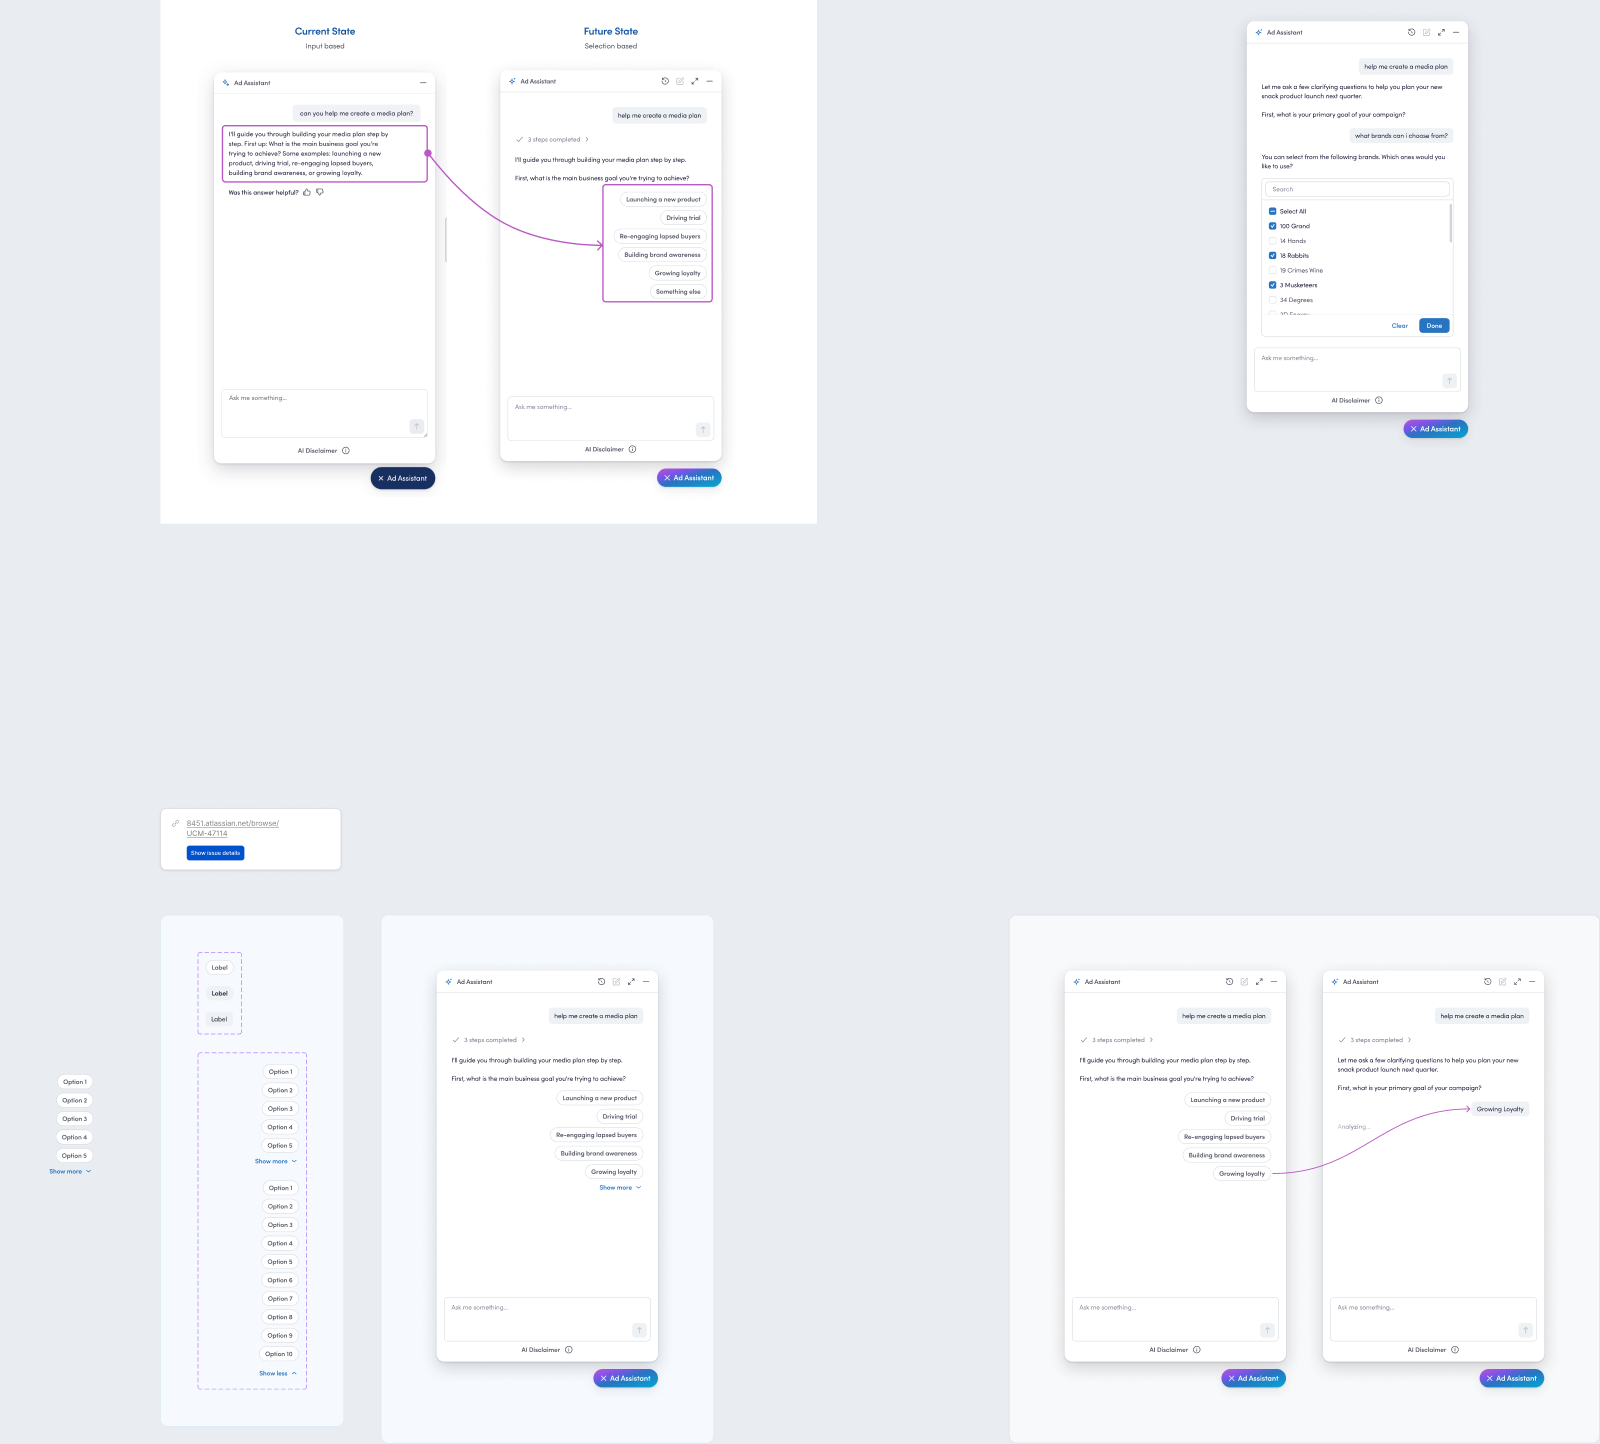 Current State
Input based
Ad Assistant
can you help me create a media plan?
I'll guide you through building your media plan step by
step. First up: What is the main business goal you're
trying to achieve? Some examples: launching a new
product, driving trial, re-engaging lapsed buyers,
building brand awareness, or growing loyalty.
Was this answer helpful?
Ask me something...
AI Disclaimer
Ad Assistant
Future State
Selection based
Ad Assistant
help me create a media plan
3 steps completed
I'll guide you through building your media plan step by step.
First, what is the main business goal you're trying to achieve?
Launching a new product
Driving trial
Re-engaging lapsed buyers
Building brand awareness
Growing loyalty
Something else
Ask me something...
AI Disclaimer
Ad Assistant
Ad Assistant
help me create a media plan
Let me ask a few clarifying questions to help you plan your new
snack product launch next quarter.
First, what is your primary goal of your campaign?
what brands can i choose from?
You can select from the following brands. Which ones would you
like to use?
Search
Select All
100 Grand
14 Hands
18 Rabbits
19 Crimes Wine
3 Musketeers
34 Degrees
Clear
Done
Ask me something...
AI Disclaimer
Ad Assistant
8451.atlassian.net/browse/
UCM-47114
Show issue details
Option 1
Option 2
Option 3
Option 4
Option 5
Show more
Label
Label
Label
Option 1
Option 2
Option 3
Option 4
Option 5
Show more
Option 1
Option 2
Option 3
Option 4
Option 5
Option 6
Option 7
Option 8
Option 9
Option 10
Show less
Ad Assistant
help me create a media plan
3 steps completed
I'll guide you through building your media plan step by step.
First, what is the main business goal you're trying to achieve?
Launching a new product
Driving trial
Re-engaging lapsed buyers
Building brand awareness
Growing loyalty
Show more
Ask me something...
AI Disclaimer
Ad Assistant
Ad Assistant
help me create a media plan
3 steps completed
I'll guide you through building your media plan step by step.
First, what is the main business goal you're trying to achieve?
Launching a new product
Driving trial
Re-engaging lapsed buyers
Building brand awareness
Growing loyalty
Ask me something...
AI Disclaimer
Ad Assistant
Ad Assistant
help me create a media plan
3 steps completed
Let me ask a few clarifying questions to help you plan your new
snack product launch next quarter.
First, what is your primary goal of your campaign?
Growing Loyalty
Analyzing...
Ask me something...
AI Disclaimer
Ad Assistant